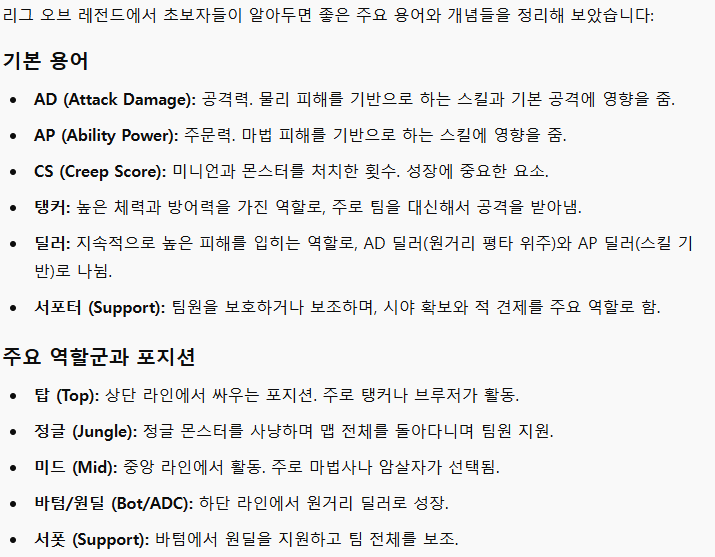 리그 오브 레전드에서 초보자들이 알아두면 좋은 주요 용어와 개념들을 정리해 보았습니다:
기본 용어
• AD (Attack Damage): 공격력. 물리 피해를 기반으로 하는 스킬과 기본 공격에 영향을 줌.
• AP (Ability Power): 주문력. 마법 피해를 기반으로 하는 스킬에 영향을 줌.
• CS (Creep Score): 미니언과 몬스터를 처치한 횟수. 성장에 중요한 요소.
• 탱커: 높은 체력과 방어력을 가진 역할로, 주로 팀을 대신해서 공격을 받아냄.
• 딜러: 지속적으로 높은 피해를 입히는 역할로, AD 딜러(원거리 평타 위주)와 AP 딜러(스킬 기
반)로 나뉨.
• 서포터 (Support): 팀원을 보호하거나 보조하며, 시야 확보와 적 견제를 주요 역할로 함.
주요 역할군과 포지션
• 탑 (Top): 상단 라인에서 싸우는 포지션. 주로 탱커나 브루저가 활동.
• 정글 (Jungle): 정글 몬스터를 사냥하며 맵 전체를 돌아다니며 팀원 지원.
• 미드 (Mid): 중앙 라인에서 활동. 주로 마법사나 암살자가 선택됨.
• 바텀/원딜 (Bot/ADC): 하단 라인에서 원거리 딜러로 성장.
• 서폿 (Support): 바텀에서 원딜을 지원하고 팀 전체를 보조.